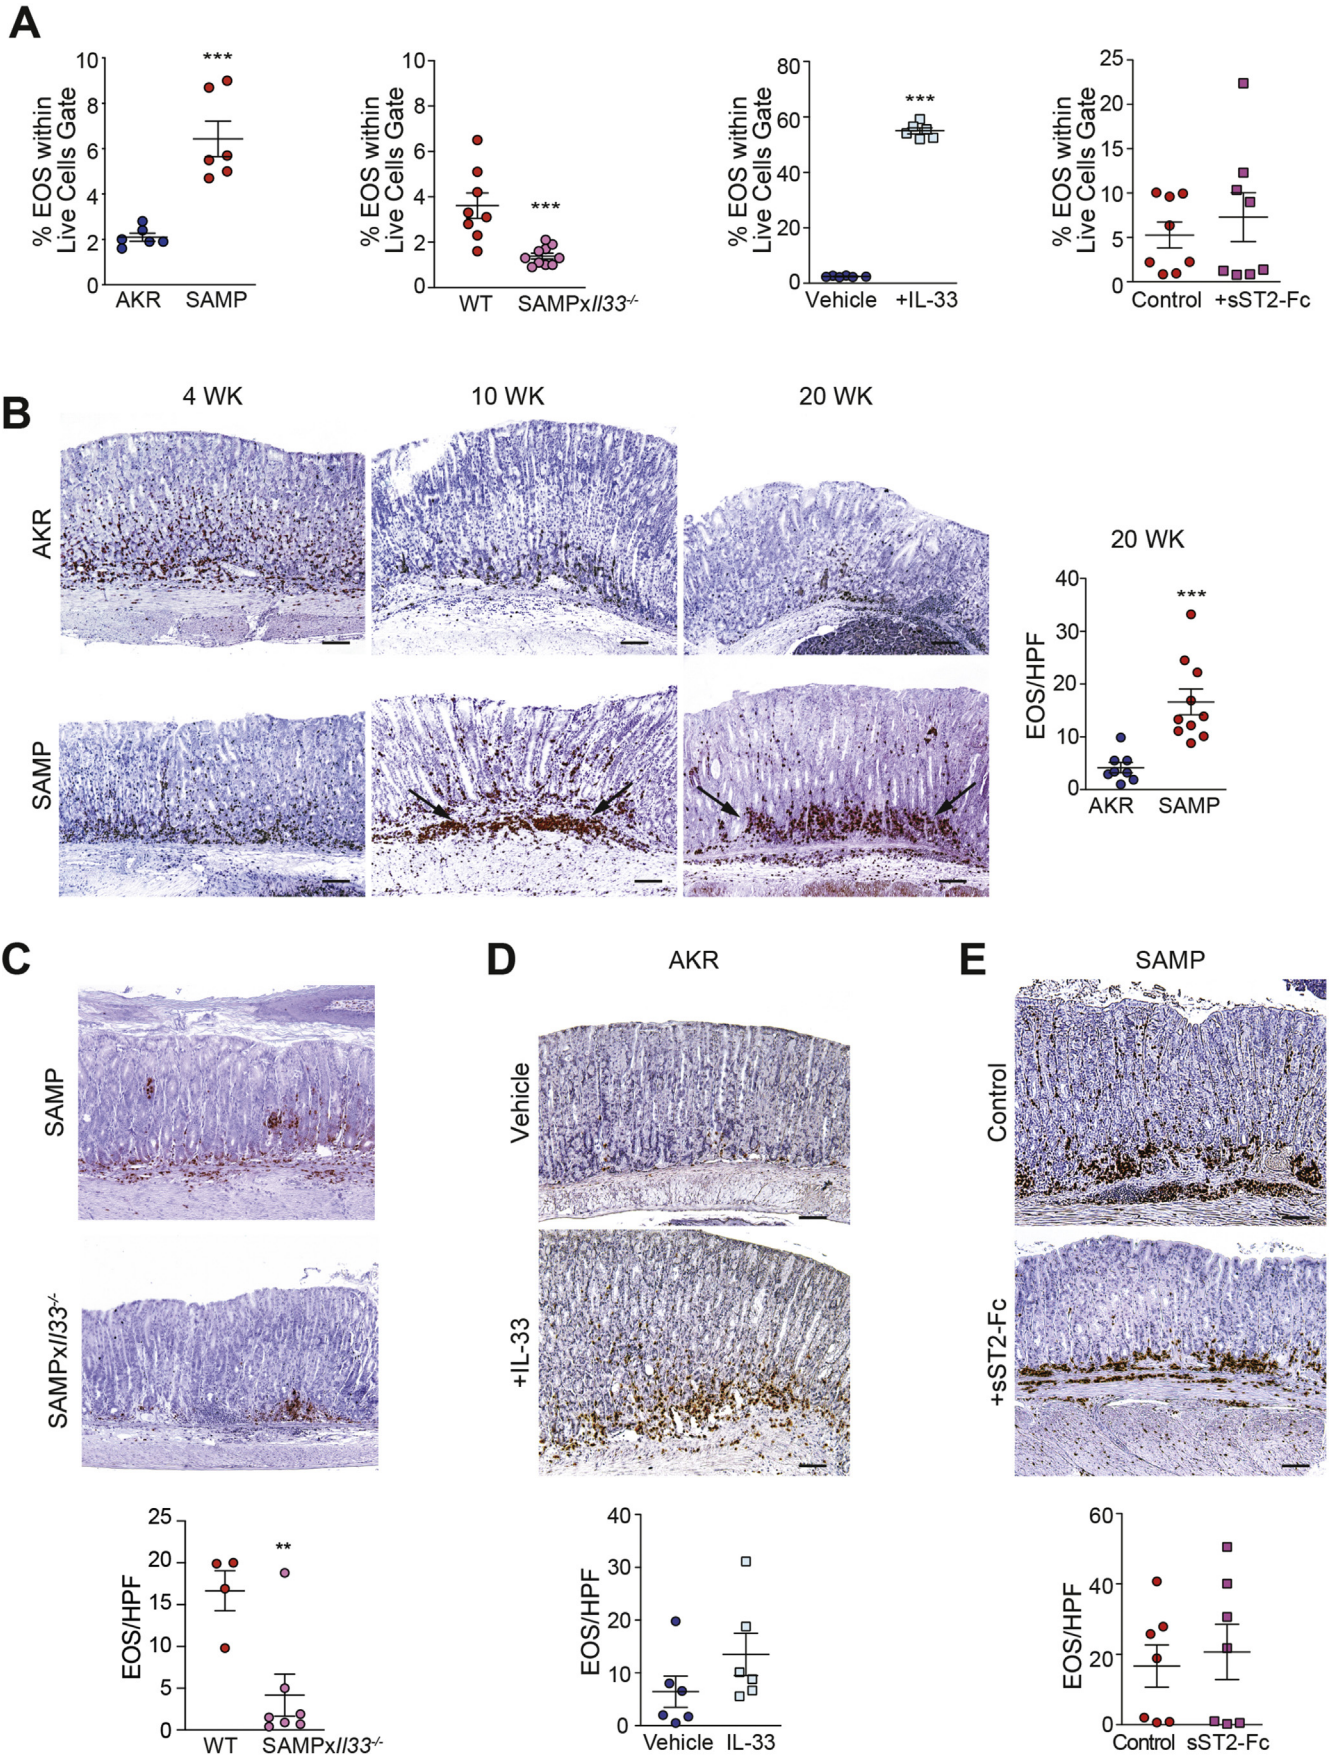 A
% EOS within
Live Cells Gate
10
8
6
4
2
0
***
AKR SAMP
% EOS within
Live Cells Gate
10
8
6
4
2
0
***
WT SAMPxIl33-/-
% EOS within
Live Cells Gate
80
60
40
20
0
***
Vehicle +IL-33
% EOS within
Live Cells Gate
25
20
15
10
5
0
Control +sST2-Fc
B
4 WK 10 WK 20 WK
AKR
SAMP
20 WK
EOS/HPF
40
30
20
10
0
***
AKR SAMP
C
SAMP
SAMPxIl33-/-
EOS/HPF
25
20
15
10
5
0
**
WT SAMPxIl33-/-
D
AKR
Vehicle
+IL-33
EOS/HPF
40
30
20
10
0
Vehicle IL-33
E
SAMP
Control
+sST2-Fc
EOS/HPF
60
40
20
0
Control sST2-Fc